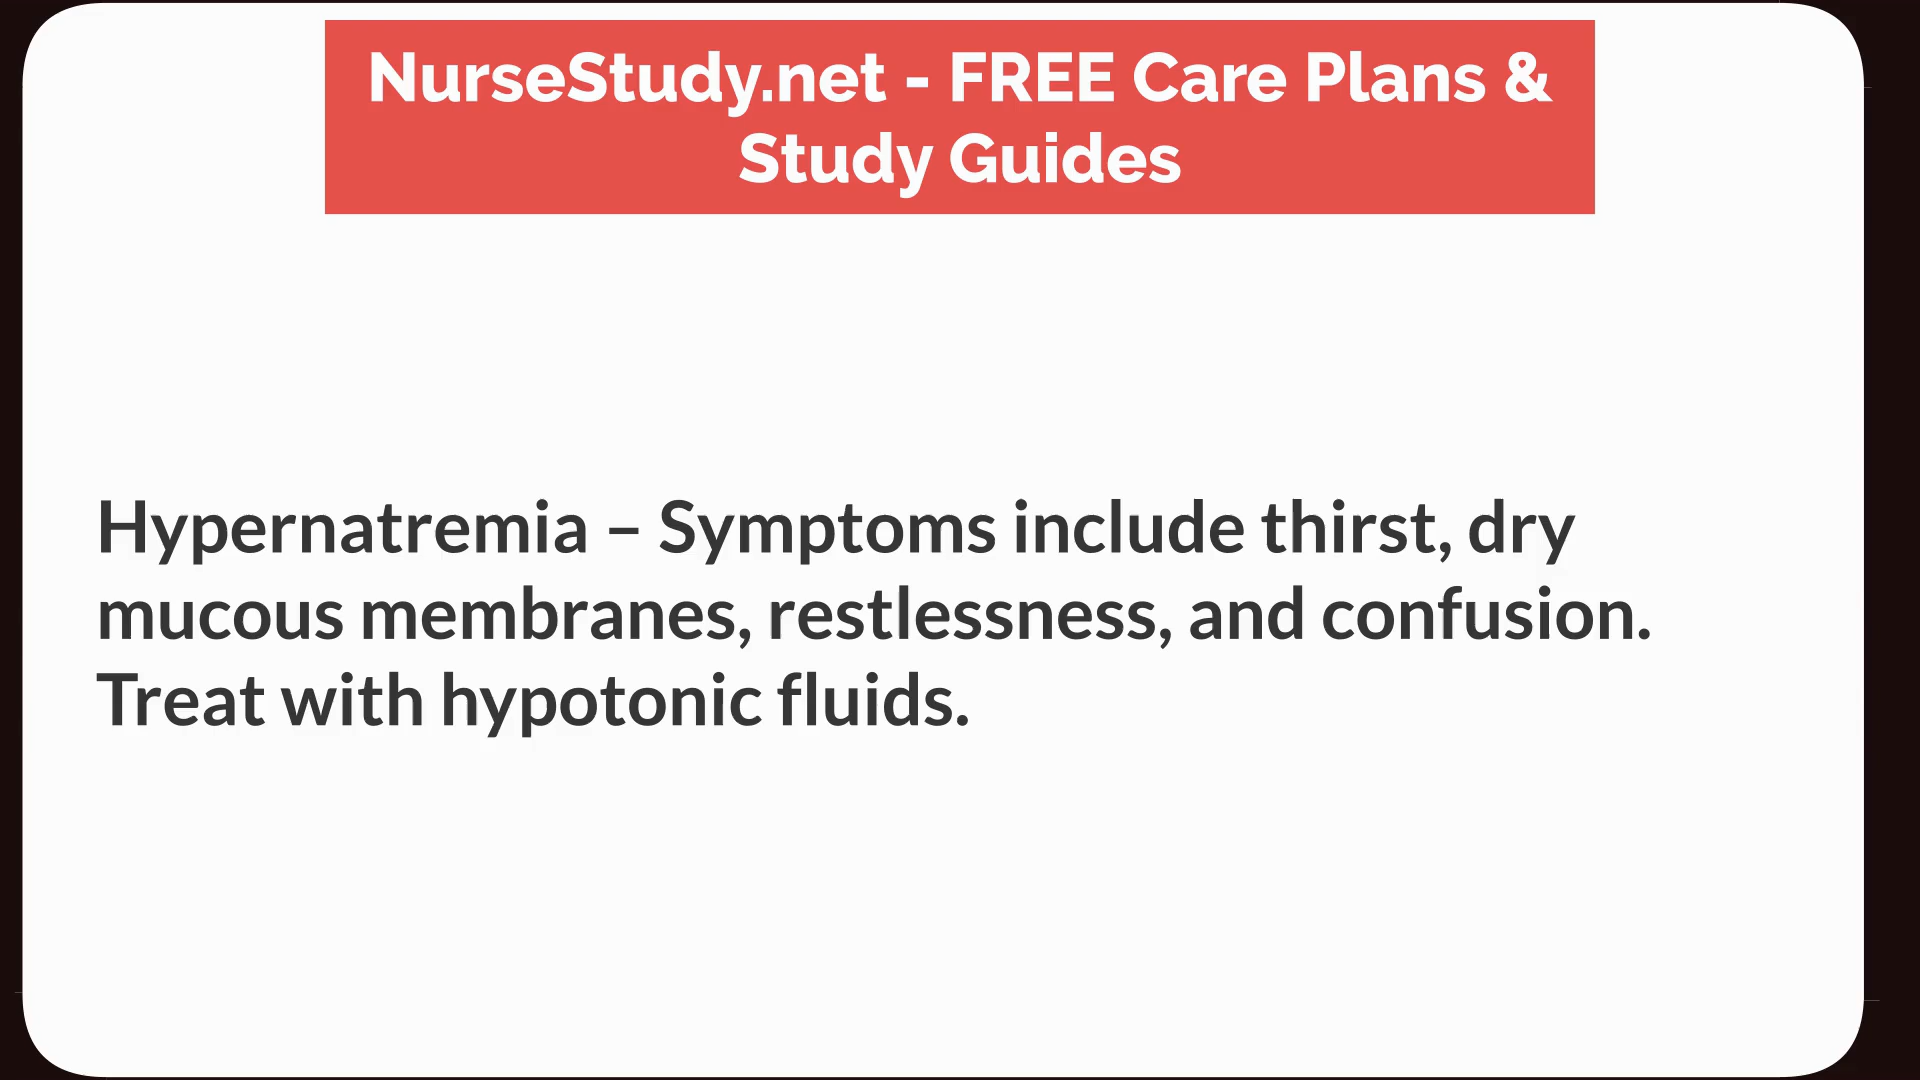 NurseStudy.net - FREE Care Plans &
Study Guides
Hypernatremia – Symptoms include thirst, dry
mucous membranes, restlessness, and confusion.
Treat with hypotonic fluids.